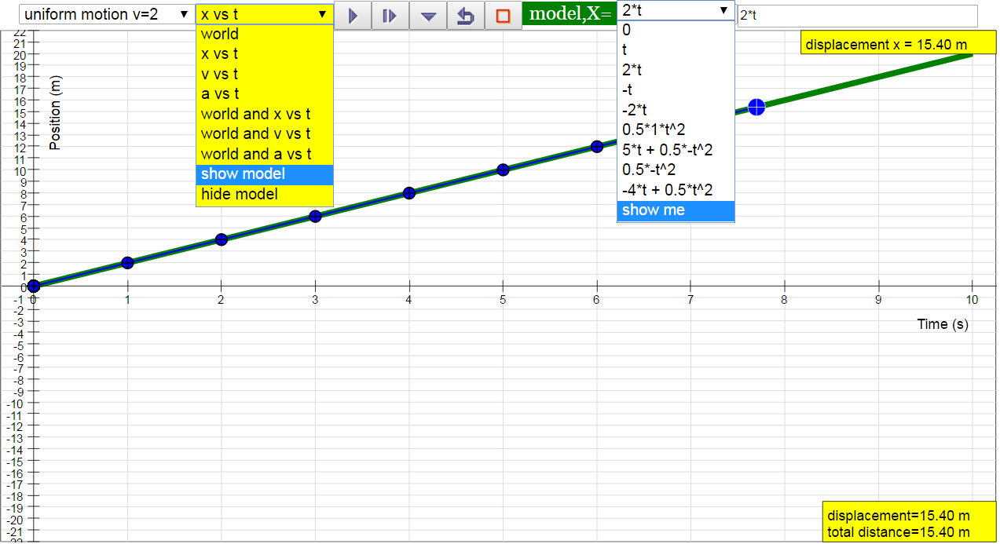 uniform motion v=2
x vs t
model,X=
2*t
2*t
world
x vs t
v vs t
a vs t
world and x vs t
world and v vs t
world and a vs t
show model
hide model
0
t
2*t
-t
-2*t
0.5*1*t^2
5*t + 0.5*-t^2
0.5*-t^2
-4*t + 0.5*t^2
show me
displacement x = 15.40 m
Position (m)
22
21
20
19
18
17
16
15
14
13
12
11
10
9
8
7
6
5
4
3
2
1
0
-1
-2
-3
-4
-5
-6
-7
-8
-9
-10
-11
-12
-13
-14
-15
-16
-17
-18
-19
-20
-21
-22
0 1 2 3 4 5 6 7 8 9 10
Time (s)
displacement=15.40 m
total distance=15.40 m